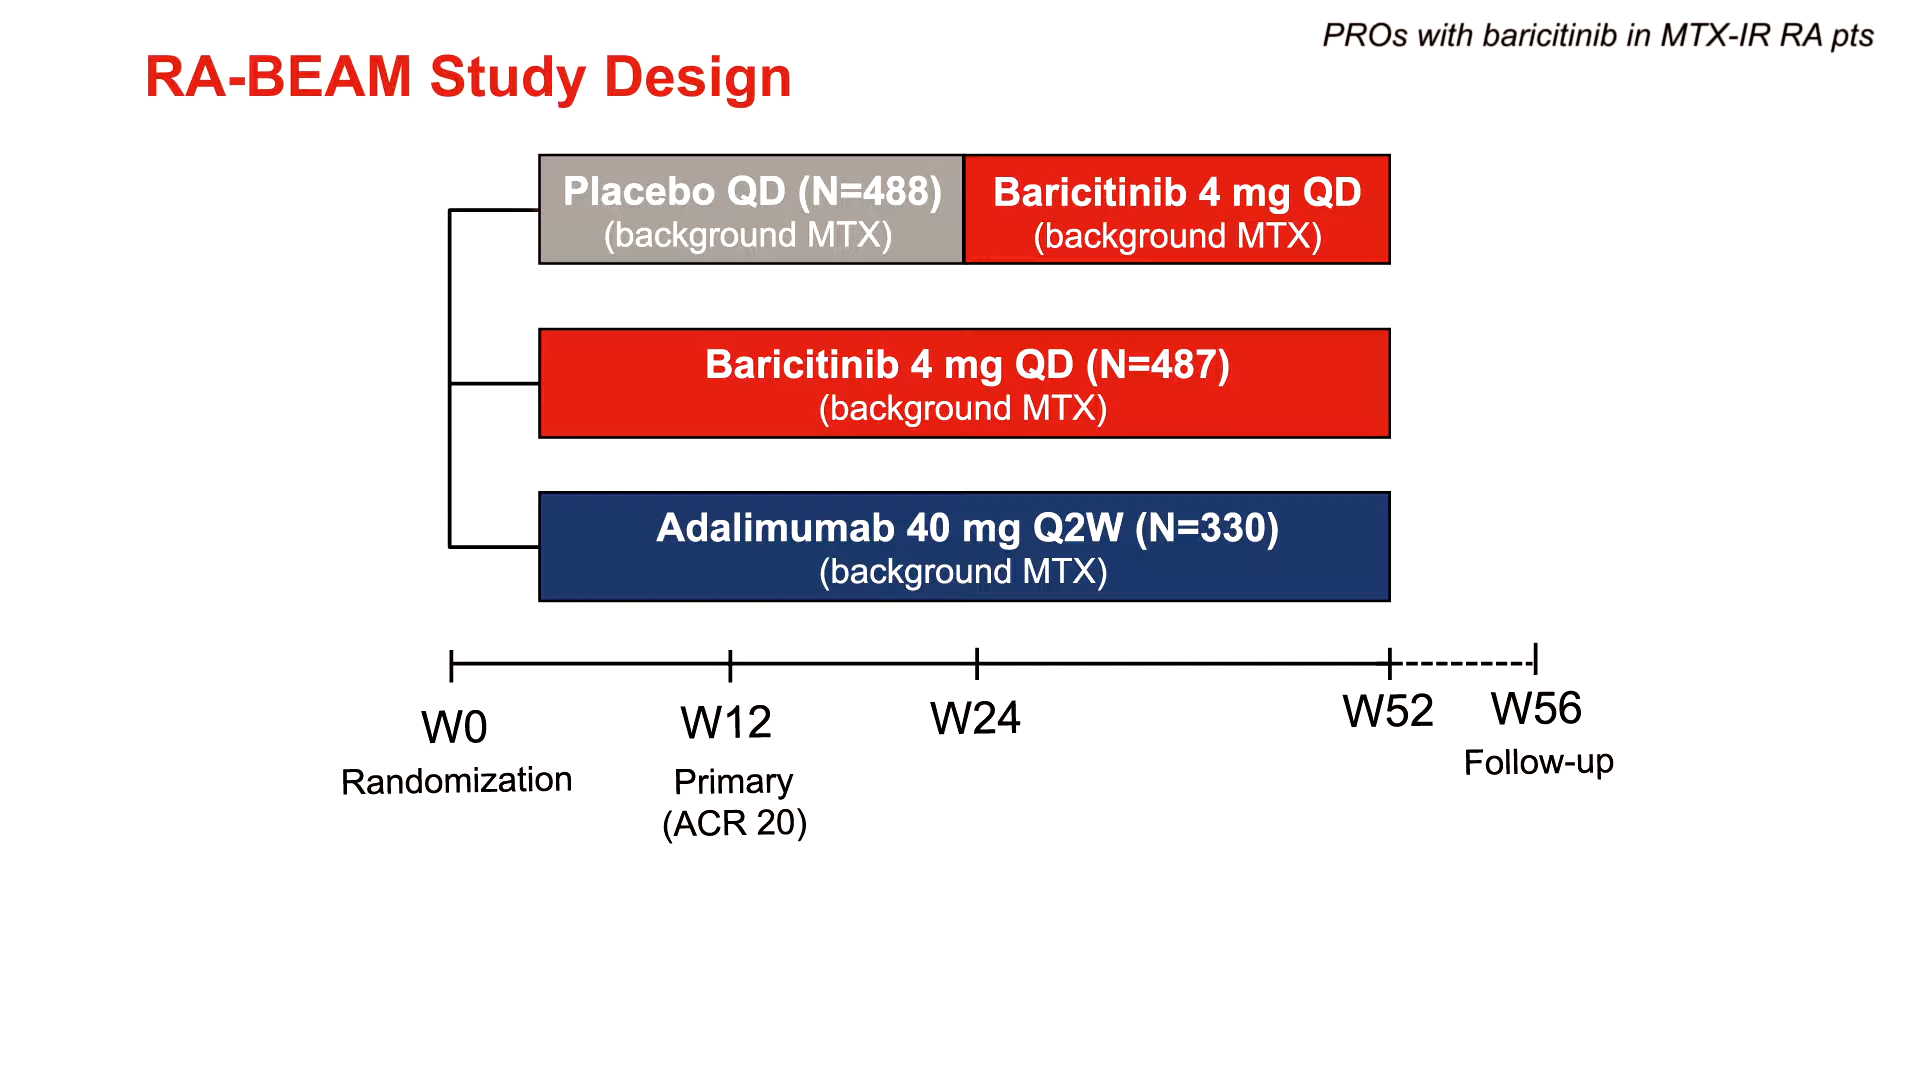 PROs with baricitinib in MTX-IR RA pts
RA-BEAM Study Design
Placebo QD (N=488)
(background MTX)
Baricitinib 4 mg QD
(background MTX)
Baricitinib 4 mg QD (N=487)
(background MTX)
Adalimumab 40 mg Q2W (N=330)
(background MTX)
W0
Randomization
W12
Primary
(ACR 20)
W24
W52
W56
Follow-up